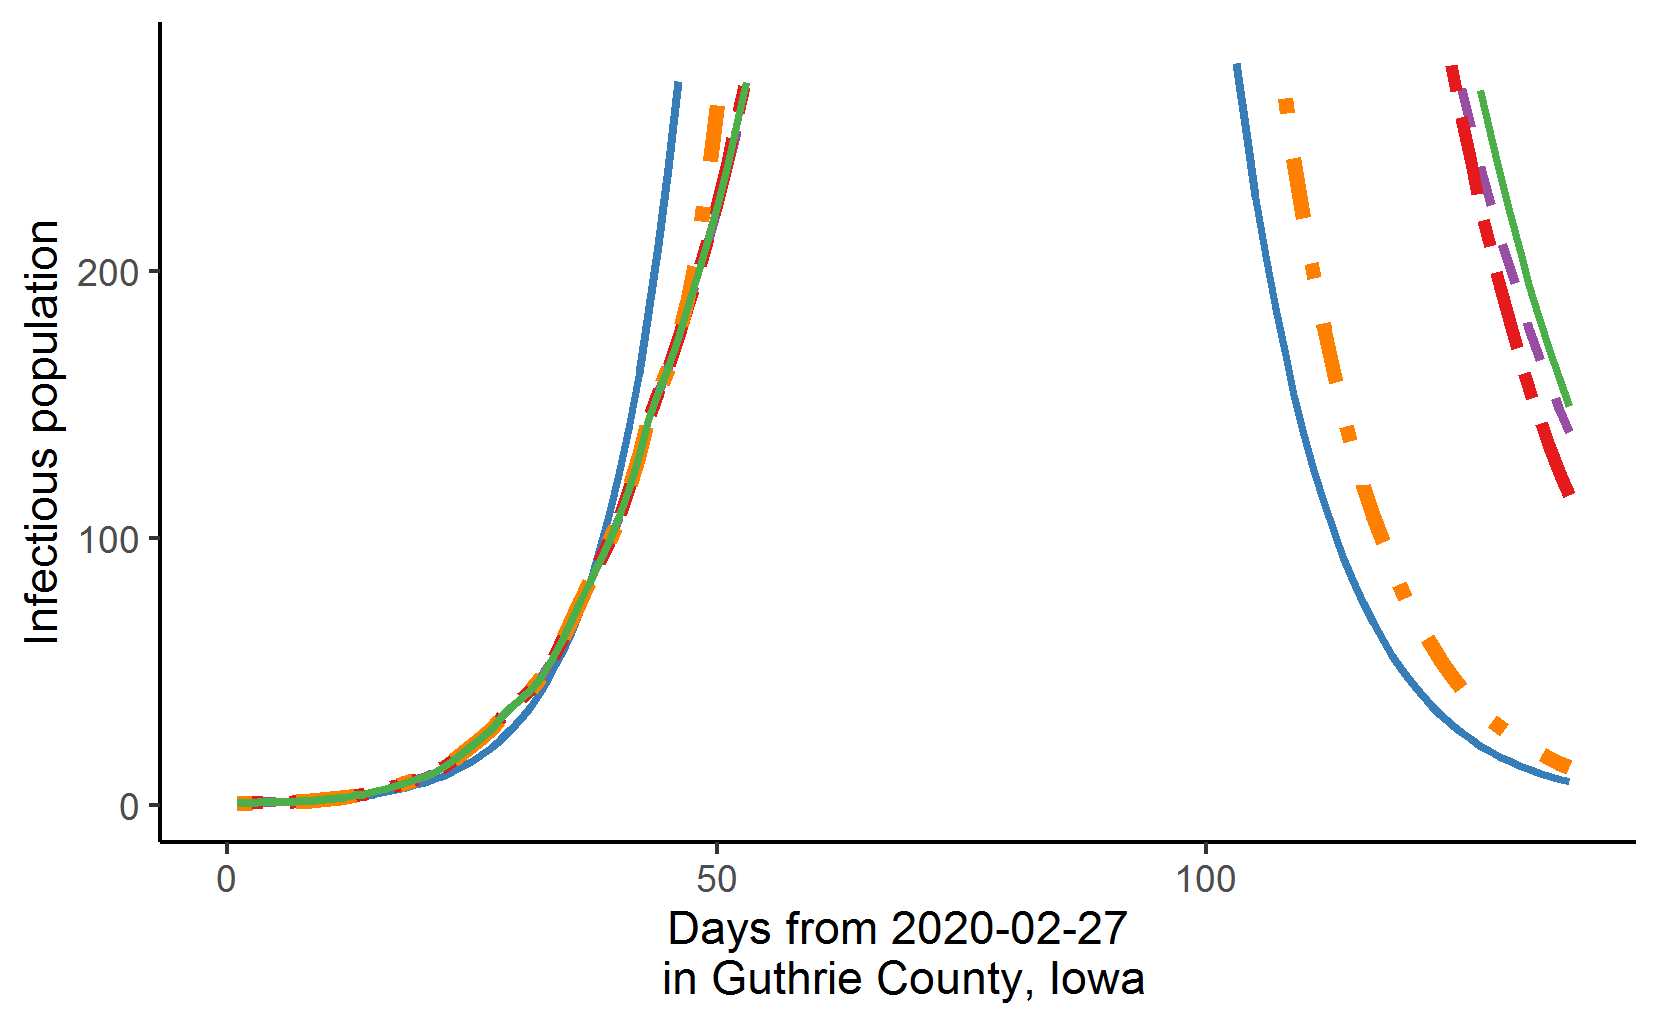 Infectious population
200
100
0
0
50
100
Days from 2020-02-27
in Guthrie County, Iowa